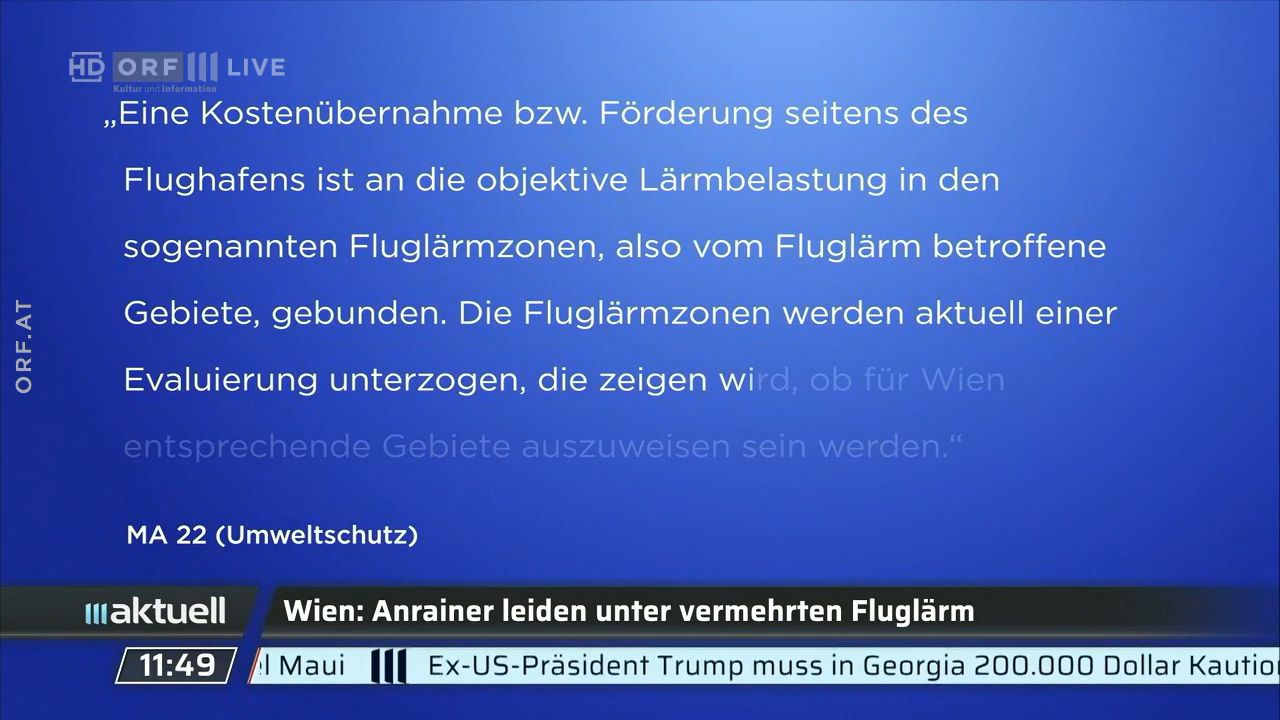 HD ORF III LIVE
Kultur und Information
„Eine Kostenübernahme bzw. Förderung seitens des
Flughafens ist an die objektive Lärmbelastung in den
sogenannten Fluglärmzonen, also vom Fluglärm betroffene
Gebiete, gebunden. Die Fluglärmzonen werden aktuell einer
Evaluierung unterzogen, die zeigen wird, ob für Wien
entsprechende Gebiete auszuweisen sein werden.“
ORF.AT
MA 22 (Umweltschutz)
III aktuell
Wien: Anrainer leiden unter vermehrten Fluglärm
11:49
l Maui III Ex-US-Präsident Trump muss in Georgia 200.000 Dollar Kautio